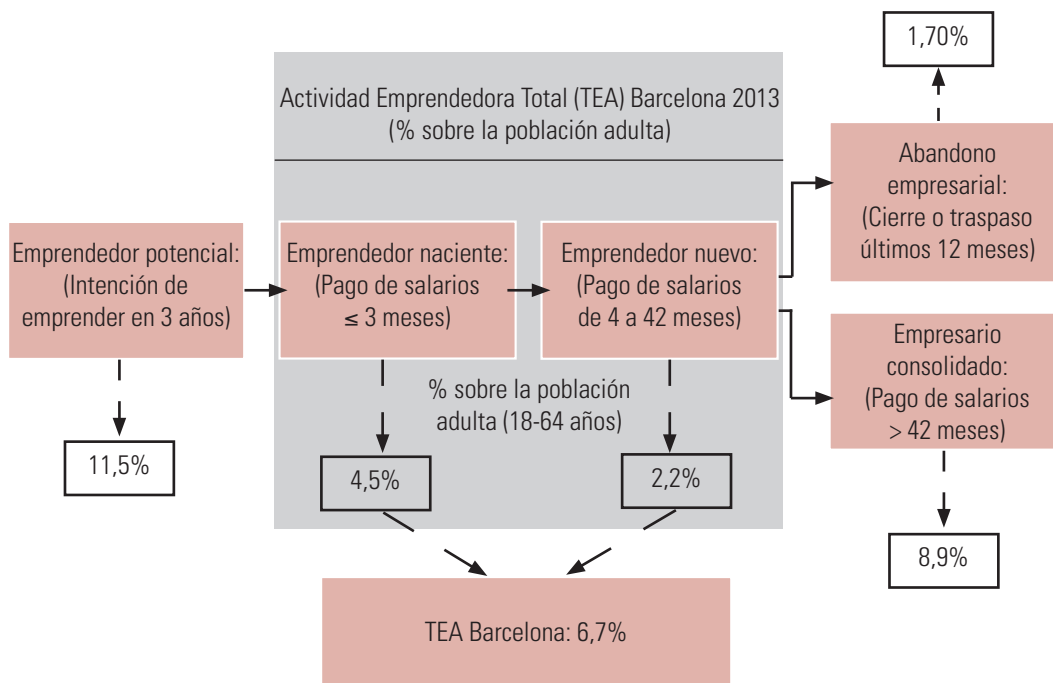 1,70%
Actividad Emprendedora Total (TEA) Barcelona 2013
(% sobre la población adulta)
Abandono
empresarial:
(Cierre o traspaso
últimos 12 meses)
Emprendedor potencial:
(Intención de
emprender en 3 años)
Emprendedor naciente:
(Pago de salarios
≤ 3 meses)
Emprendedor nuevo:
(Pago de salarios
de 4 a 42 meses)
Empresario
consolidado:
(Pago de salarios
> 42 meses)
% sobre la población
adulta (18-64 años)
11,5%
4,5%
2,2%
8,9%
TEA Barcelona: 6,7%